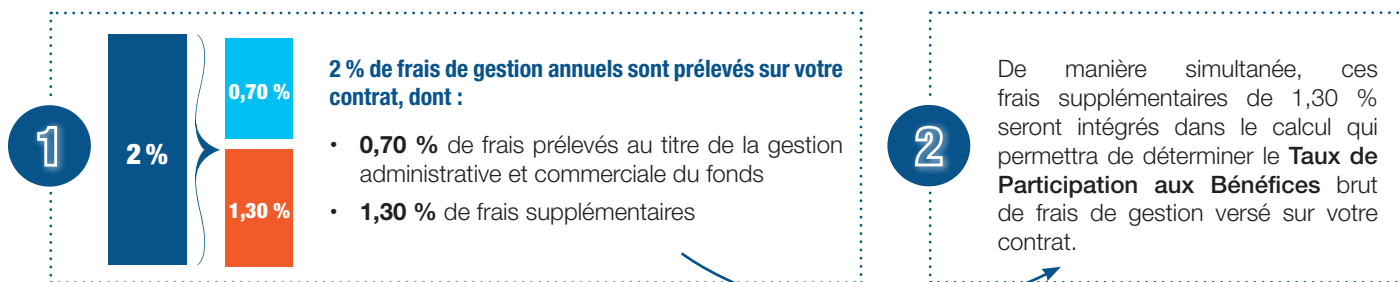 1
2 %
0,70 %
1,30 %
2 % de frais de gestion annuels sont prélevés sur votre
contrat, dont :
• 0,70 % de frais prélevés au titre de la gestion
administrative et commerciale du fonds
• 1,30 % de frais supplémentaires
2
De manière simultanée, ces
frais supplémentaires de 1,30 %
seront intégrés dans le calcul qui
permettra de déterminer le Taux de
Participation aux Bénéfices brut
de frais de gestion versé sur votre
contrat.